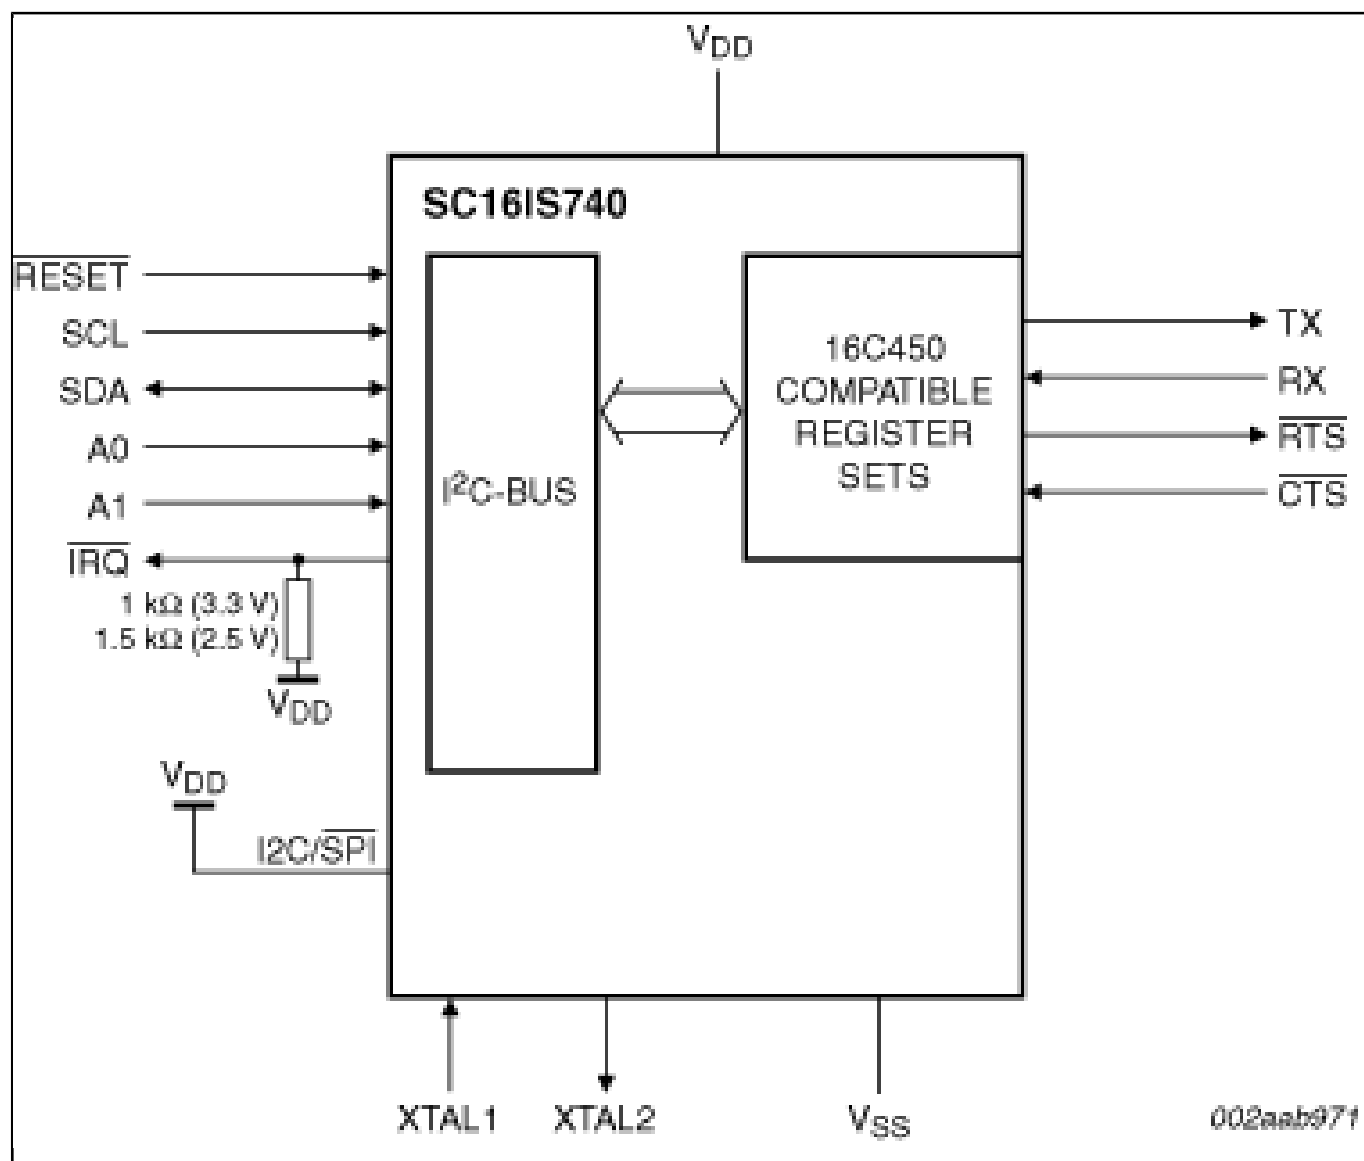 VDD
SC16IS740
RESET
SCL
SDA
A0
A1
IRQ
1 kΩ (3.3 V)
1.5 kΩ (2.5 V)
VDD
VDD
I2C/SPI
I²C-BUS
16C450
COMPATIBLE
REGISTER
SETS
TX
RX
RTS
CTS
XTAL1
XTAL2
VSS
002aab971